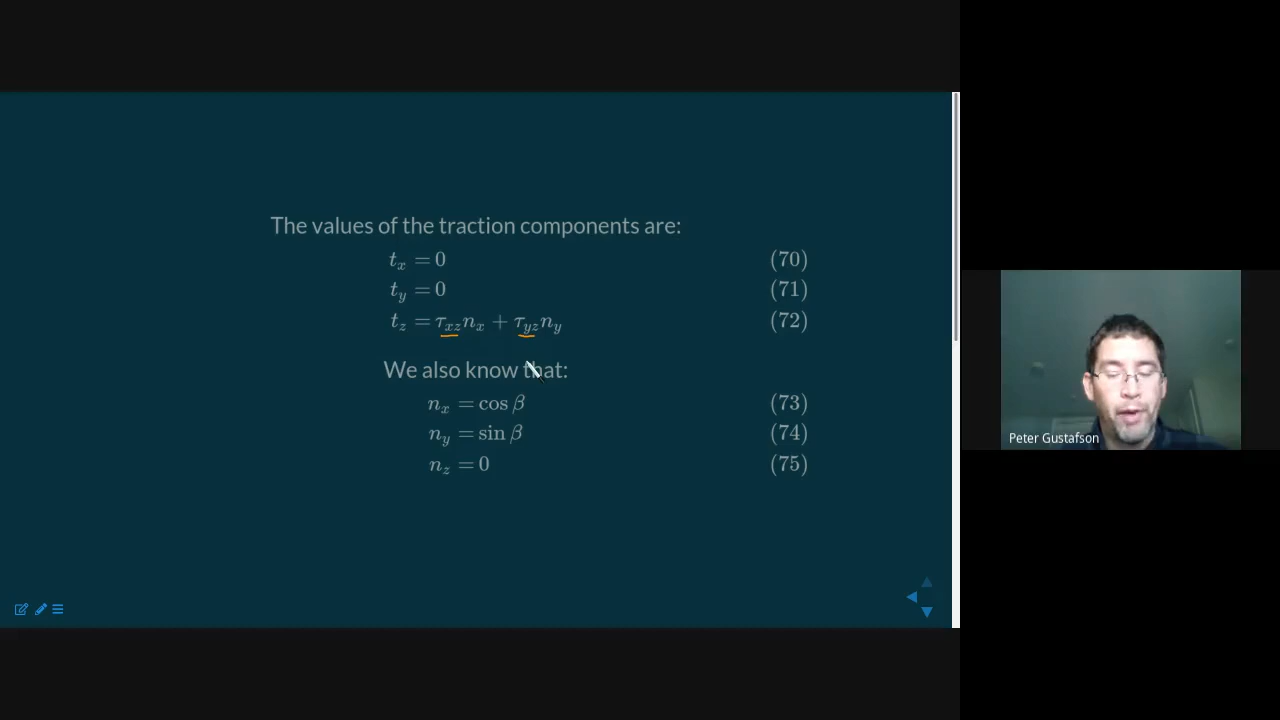 The values of the traction components are:
t_x = 0 (70)
t_y = 0 (71)
t_z = τ_xz n_x + τ_yz n_y (72)
We also know that:
n_x = cos β (73)
n_y = sin β (74)
n_z = 0 (75)
Peter Gustafson